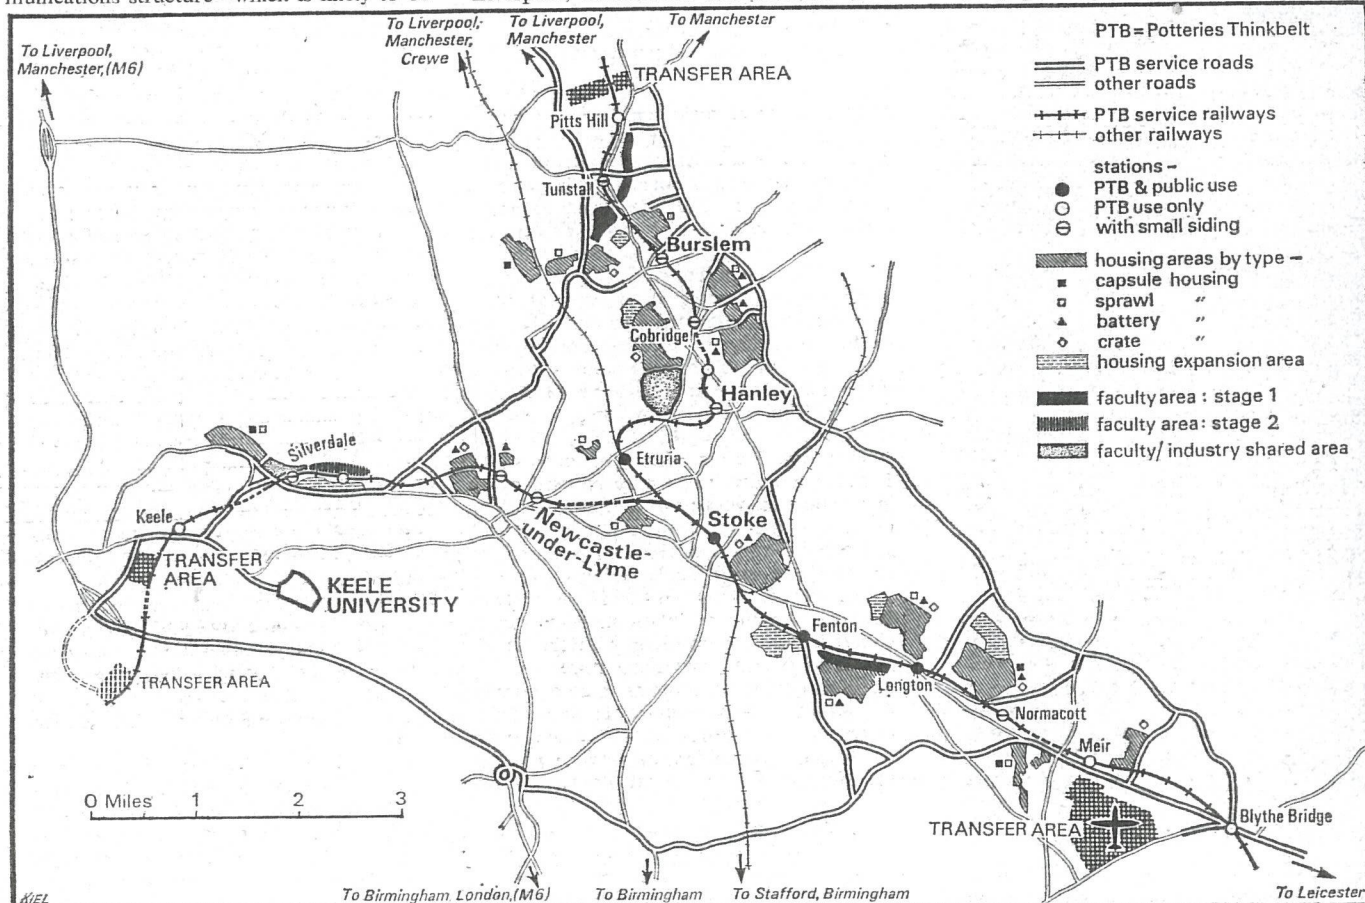 To Liverpool,
Manchester,(M6)
To Liverpool,
Manchester,
Crewe
To Liverpool,
Manchester
To Manchester
TRANSFER AREA
Pitts Hill
Tunstall
Burslem
Cobridge
Hanley
Etruria
Silverdale
Keele
TRANSFER
AREA
KEELE
UNIVERSITY
TRANSFER AREA
Newcastle-
under-Lyme
Stoke
Fenton
Longton
Normacott
Meir
TRANSFER AREA
Blythe Bridge
0 Miles 1 2 3
To Birmingham, London,(M6)
To Birmingham
To Stafford, Birmingham
To Leicester
KIEL
PTB=Potteries Thinkbelt
PTB service roads
other roads
PTB service railways
other railways
stations -
PTB & public use
PTB use only
with small siding
housing areas by type -
capsule housing
sprawl "
battery "
crate "
housing expansion area
faculty area: stage 1
faculty area: stage 2
faculty/industry shared area